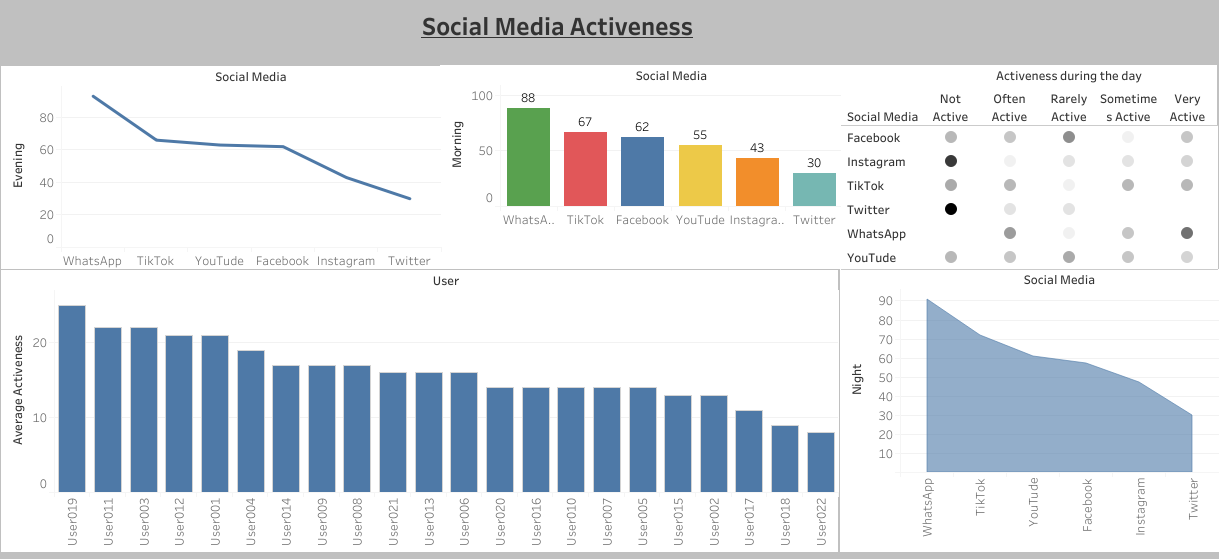 Social Media Activeness
Social Media
Evening
80
60
40
20
0
WhatsApp TikTok YouTude Facebook Instagram Twitter
Social Media
Morning
100
50
0
88
67
62
55
43
30
WhatsA.. TikTok Facebook YouTude Instagra.. Twitter
Activeness during the day
Social Media
Not
Active
Often
Active
Rarely
Active
Sometime
s Active
Very
Active
Facebook
Instagram
TikTok
Twitter
WhatsApp
YouTude
User
Average Activeness
20
10
0
User019
User011
User003
User012
User001
User004
User014
User009
User008
User021
User013
User006
User020
User016
User010
User007
User005
User015
User002
User017
User018
User022
Social Media
Night
90
80
70
60
50
40
30
20
10
WhatsApp
TikTok
YouTude
Facebook
Instagram
Twitter